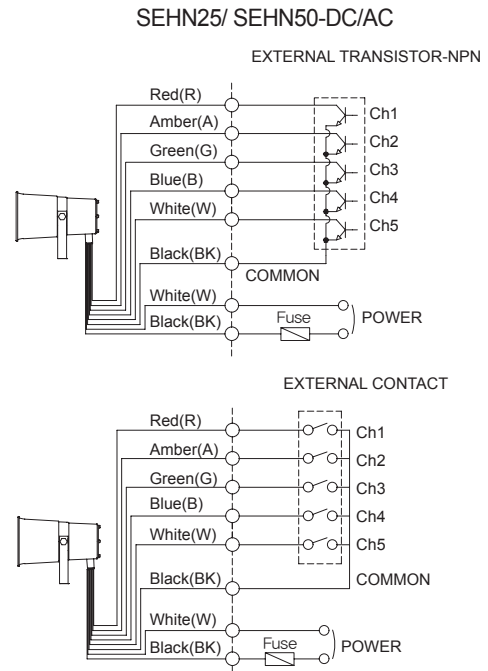 SEHN25/ SEHN50-DC/AC
EXTERNAL TRANSISTOR-NPN
Red(R)
Ch1
Amber(A)
Ch2
Green(G)
Ch3
Blue(B)
Ch4
White(W)
Ch5
Black(BK)
COMMON
White(W)
Fuse
POWER
Black(BK)
EXTERNAL CONTACT
Red(R)
Ch1
Amber(A)
Ch2
Green(G)
Ch3
Blue(B)
Ch4
White(W)
Ch5
Black(BK)
COMMON
White(W)
Fuse
POWER
Black(BK)